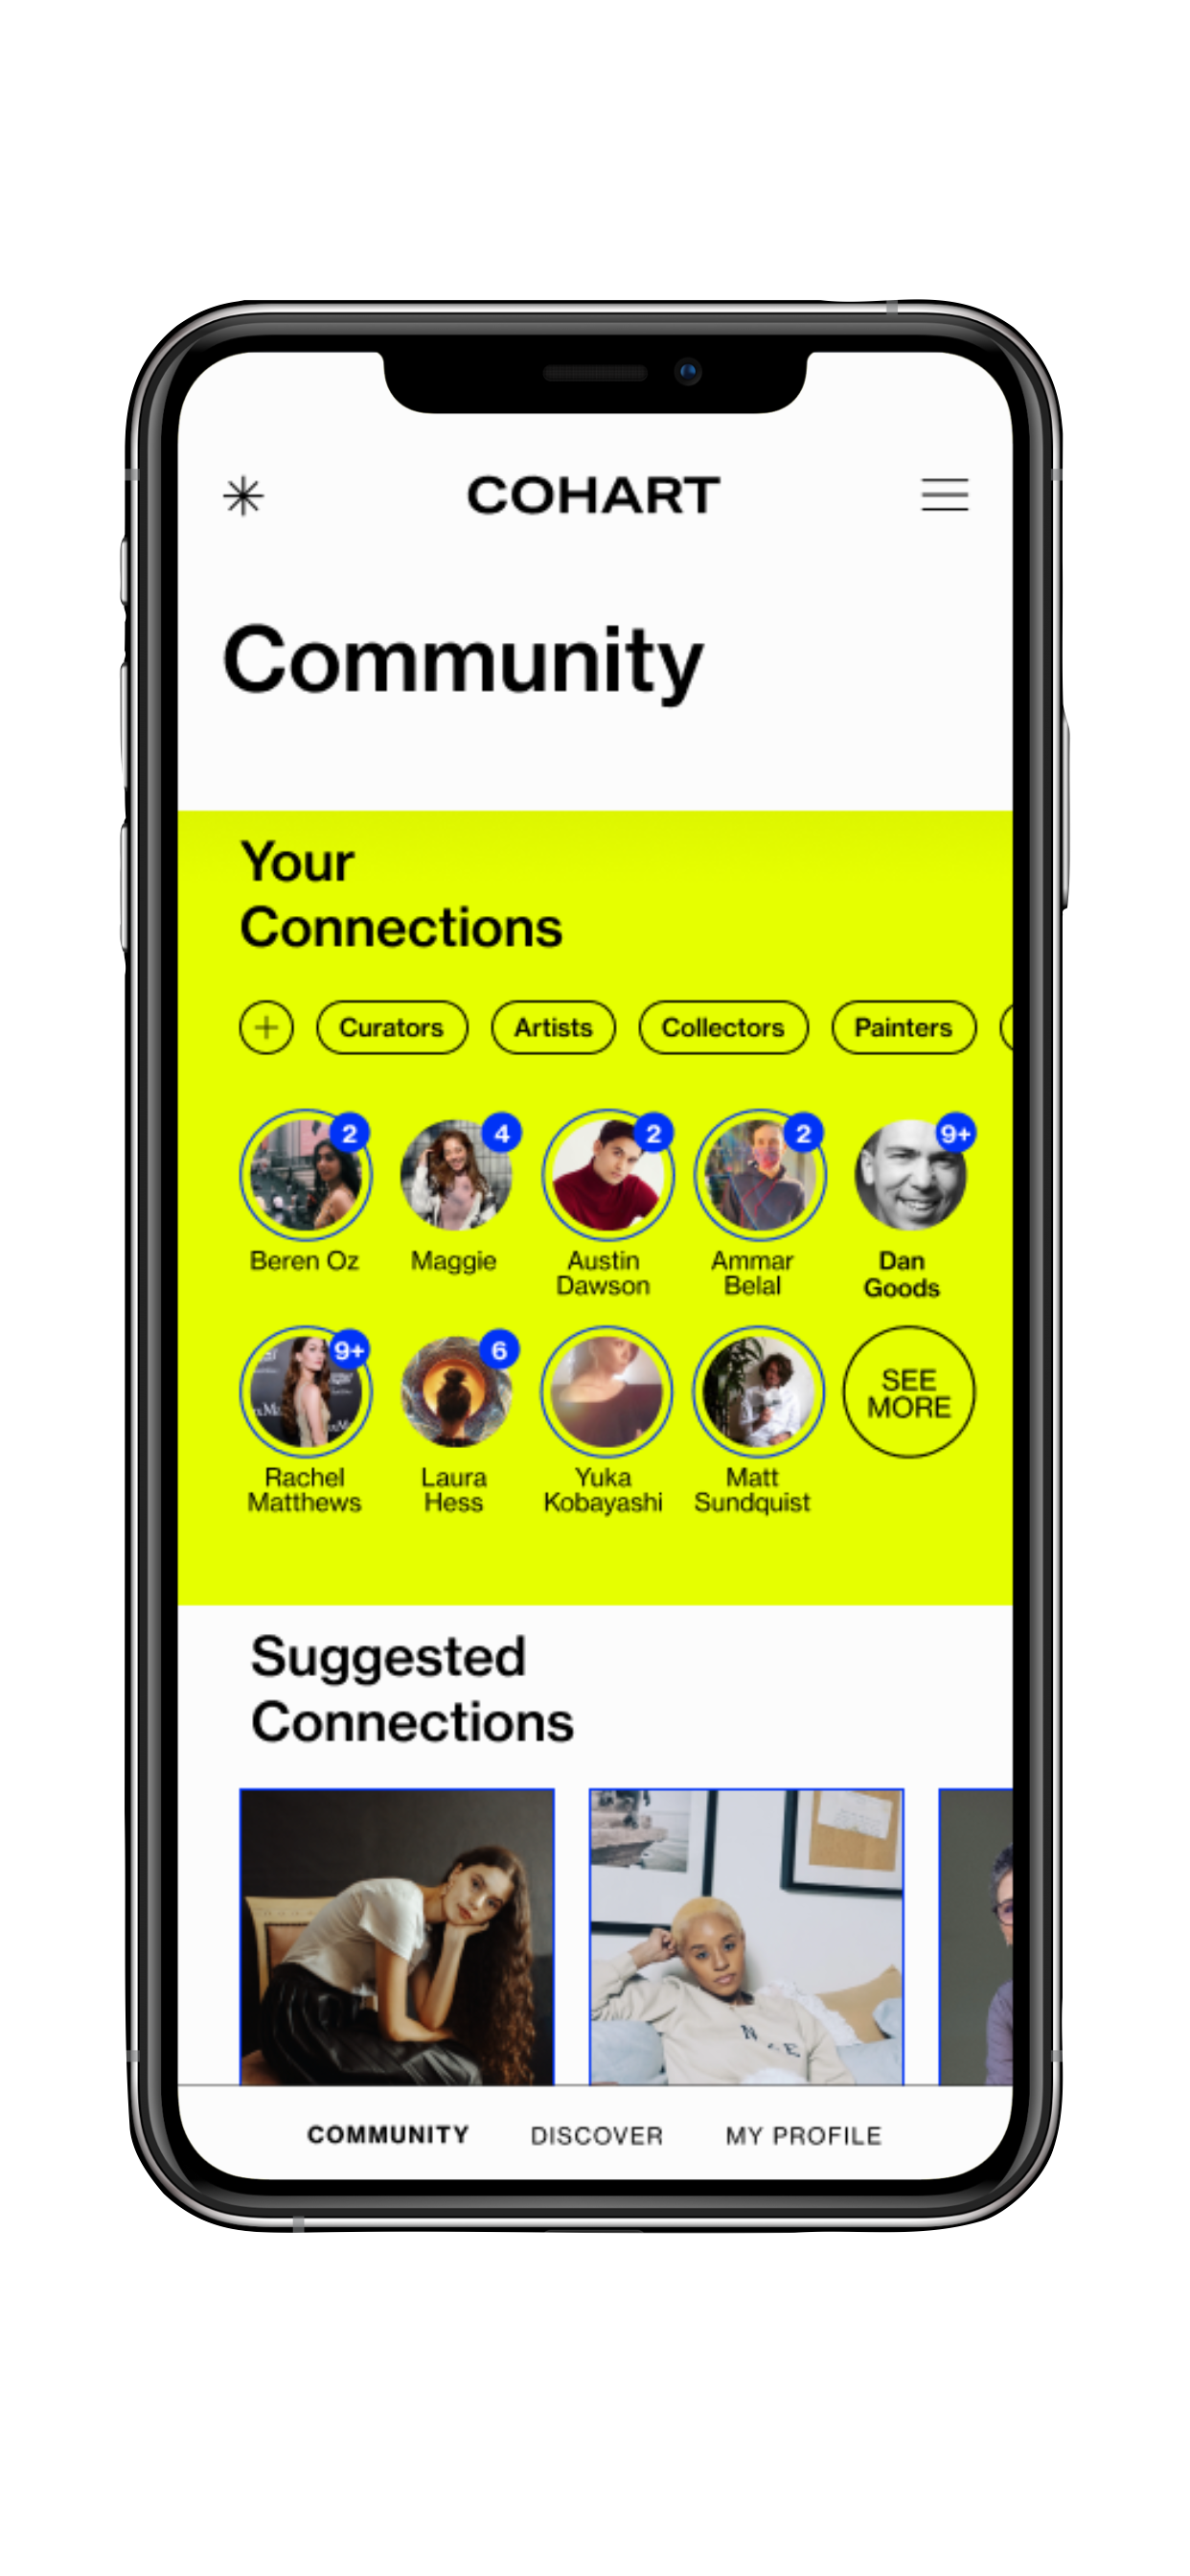 COHART
Community
Your
Connections
Curators Artists Collectors Painters
2 4 2 2 9+
Beren Oz Maggie Austin Dawson Ammar Belal Dan Goods
9+ 6
SEE
MORE
Rachel Matthews Laura Hess Yuka Kobayashi Matt Sundquist
Suggested
Connections
COMMUNITY DISCOVER MY PROFILE